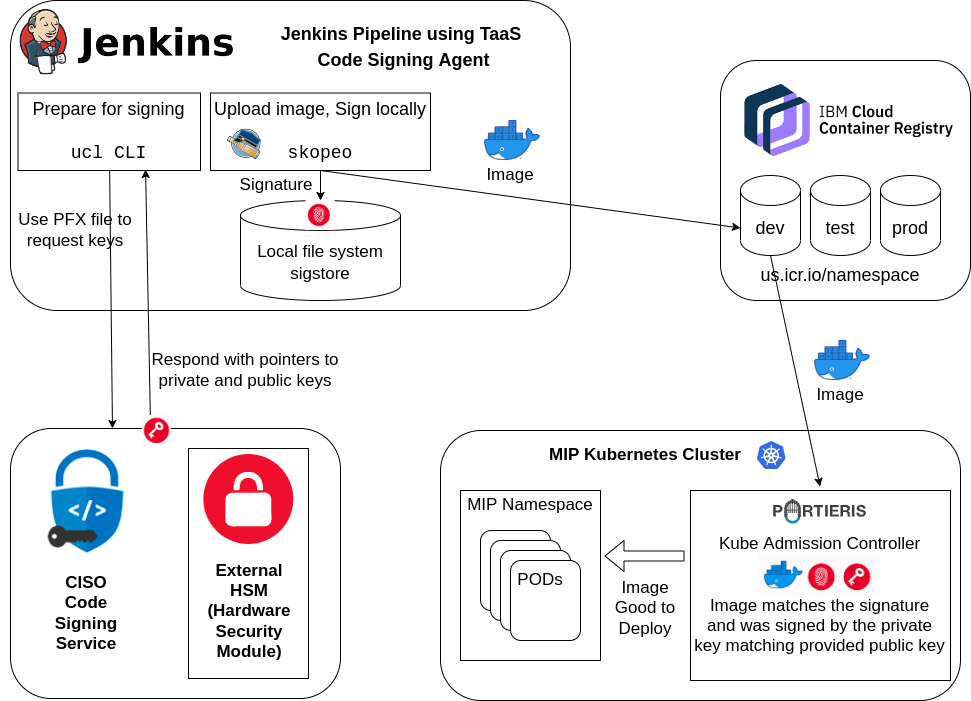 Jenkins
Jenkins Pipeline using TaaS
Code Signing Agent
Prepare for signing
ucl CLI
Upload image, Sign locally
skopeo
Image
Signature
Local file system
sigstore
Use PFX file to
request keys
Respond with pointers to
private and public keys
IBM Cloud
Container Registry
dev
test
prod
us.icr.io/namespace
Image
</>
CISO
Code
Signing
Service
External
HSM
(Hardware
Security
Module)
MIP Kubernetes Cluster
MIP Namespace
PODs
Image
Good to
Deploy
PORTIERIS
Kube Admission Controller
Image matches the signature
and was signed by the private
key matching provided public key